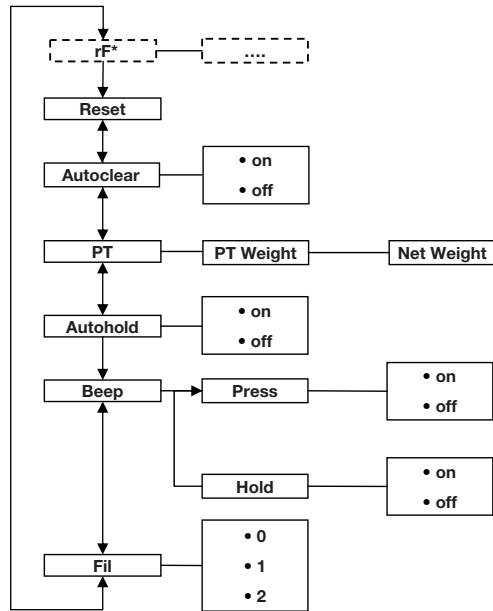 rF*
....
Reset
Autoclear
• on
• off
PT
PT Weight
Net Weight
Autohold
• on
• off
Beep
Press
• on
• off
Hold
• on
• off
Fil
• 0
• 1
• 2